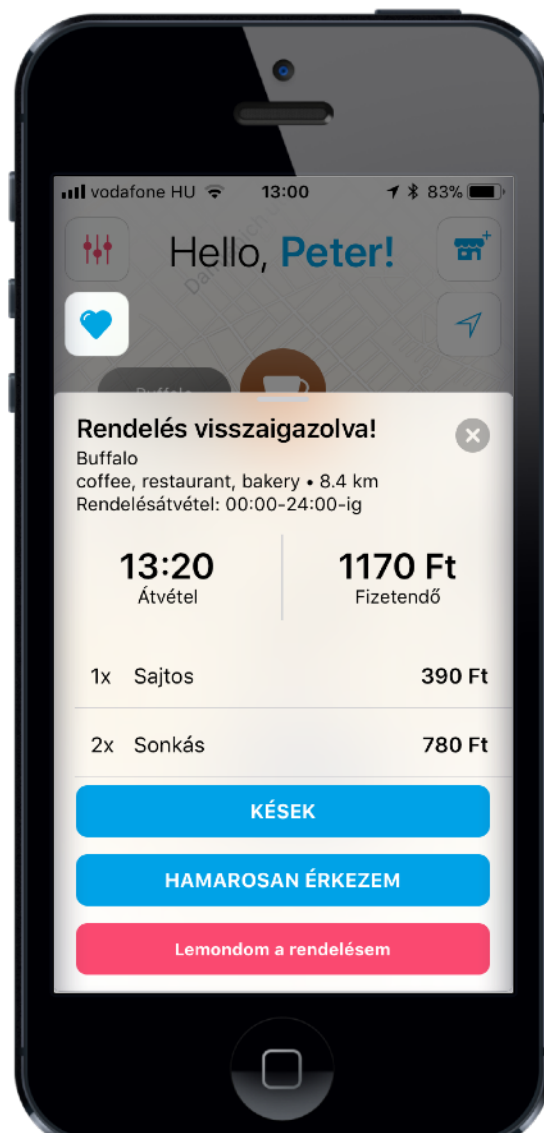 vodafone HU 13:00 83%
Hello, Peter!
Buffalo
Rendelés visszaigazolva!
Buffalo
coffee, restaurant, bakery • 8.4 km
Rendelésátvétel: 00:00-24:00-ig
13:20 1170 Ft
Átvétel Fizetendő
1x Sajtos 390 Ft
2x Sonkás 780 Ft
KÉSEK
HAMAROSAN ÉRKEZEM
Lemondom a rendelésem